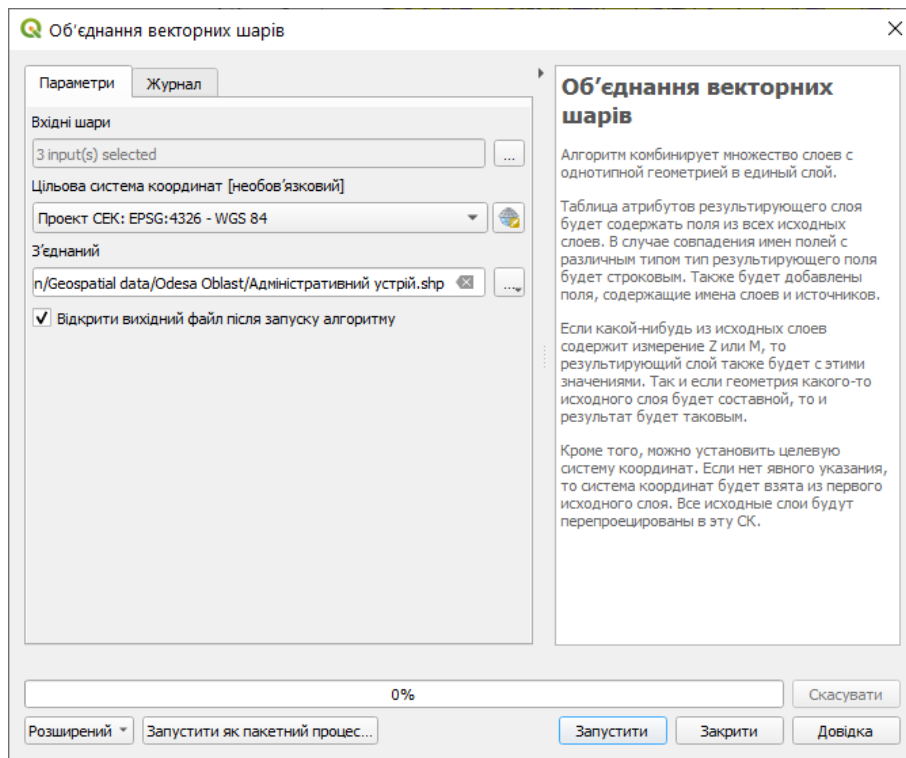 Об'єднання векторних шарів
Параметри
Журнал
Вхідні шари
3 input(s) selected
...
Цільова система координат [необов'язковий]
Проект СЕК: EPSG:4326 - WGS 84
З'єднаний
n/Geospatial data/Odesa Oblast/Адміністративний устрій.shp
...
Відкрити вихідний файл після запуску алгоритму
Об'єднання векторних
шарів
Алгоритм комбинирует множество слоев с
однотипной геометрией в единый слой.
Таблица атрибутов результирующего слоя
будет содержать поля из всех исходных
слоев. В случае совпадения имен полей с
различным типом тип результирующего поля
будет строковым. Также будет добавлены
поля, содержащие имена слоев и источников.
Если какой-нибудь из исходных слоев
содержит измерение Z или M, то
результирующий слой также будет с этими
значениями. Так и если геометрия какого-то
исходного слоя будет составной, то и
результат будет таковым.
Кроме того, можно установить целевую
систему координат. Если нет явного указания,
то система координат будет взята из первого
исходного слоя. Все исходные слои будут
перепроецированы в эту СК.
0%
Скасувати
Розширений
Запустити як пакетний процес...
Запустити
Закрити
Довідка